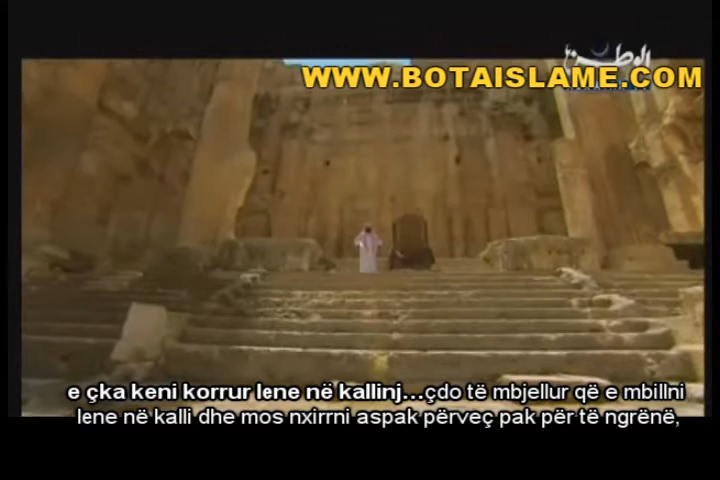 الوطن
WWW.BOTAISLAME.COM
e çka keni korrur lene në kallinj...çdo të mbjellur që e mbillni
lene në kalli dhe mos nxirrni aspak përveç pak për të ngrënë,